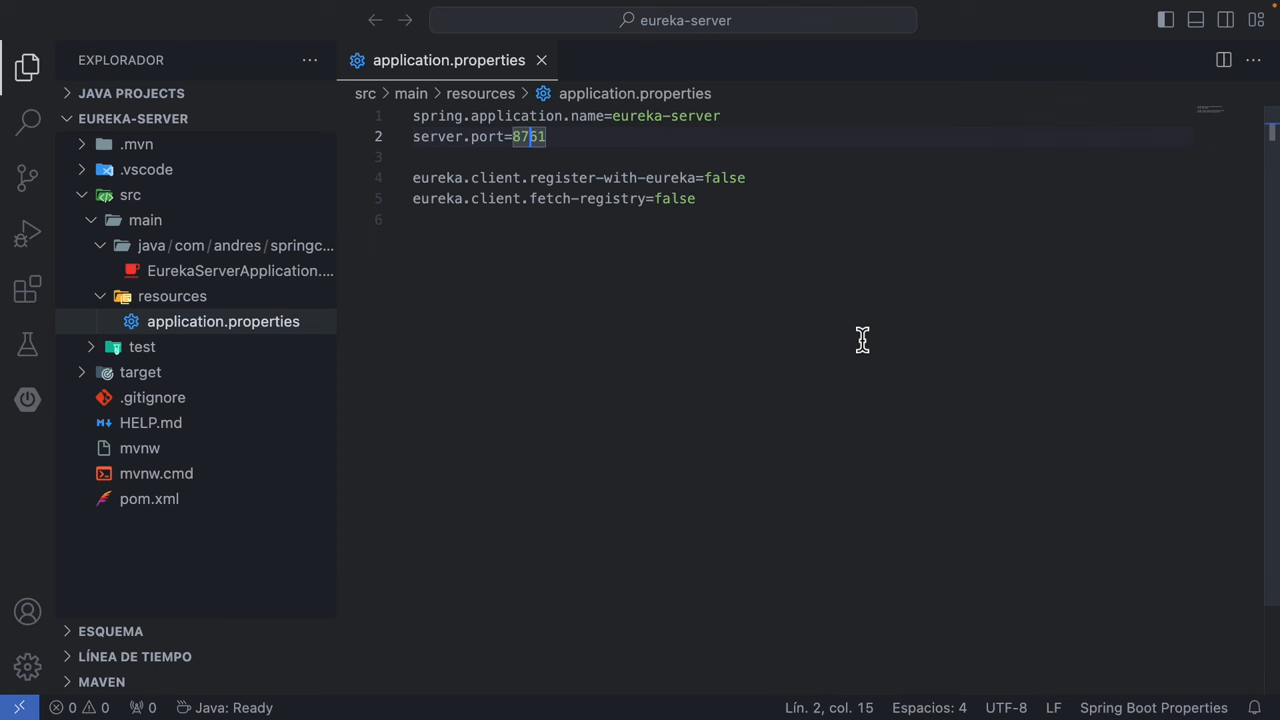 eureka-server
EXPLORADOR
application.properties
JAVA PROJECTS
src
main
resources
application.properties
EUREKA-SERVER
.mvn
.vscode
src
main
java/com/andres/springc...
EurekaServerApplication....
resources
application.properties
test
target
.gitignore
HELP.md
mvnw
mvnw.cmd
pom.xml
ESQUEMA
LÍNEA DE TIEMPO
MAVEN
1 spring.application.name=eureka-server
2 server.port=8761
3
4 eureka.client.register-with-eureka=false
5 eureka.client.fetch-registry=false
6
0 0 0 Java: Ready Lín. 2, col. 15 Espacios: 4 UTF-8 LF Spring Boot Properties